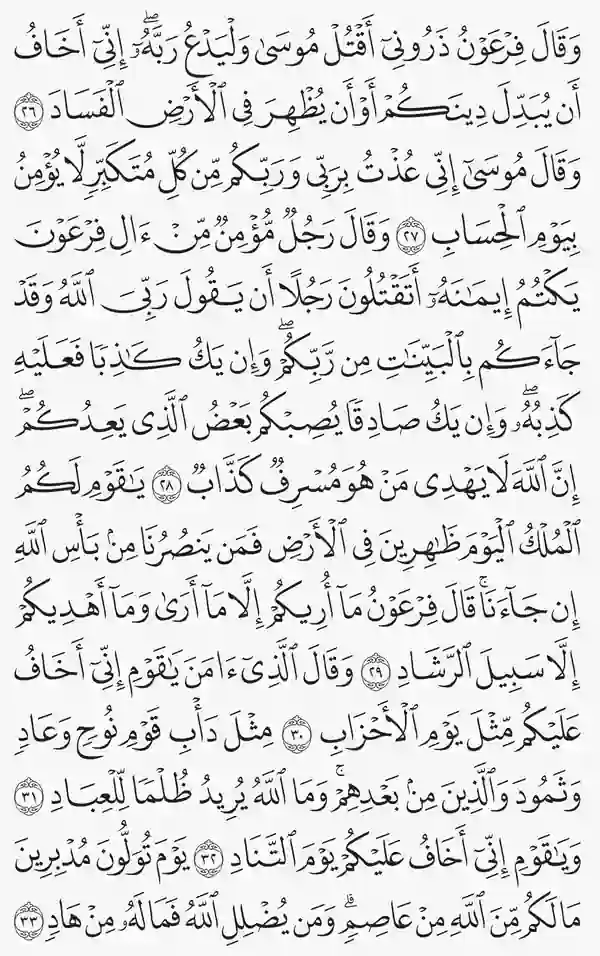 وَقَالَ فِرْعَوْنُ ذَرُونِىٓ أَقْتُلْ مُوسَىٰ وَلْيَدْعُ رَبَّهُۥٓ ۖ إِنِّىٓ أَخَافُ
أَن يُبَدِّلَ دِينَكُمْ أَوْ أَن يُظْهِرَ فِى ٱلْأَرْضِ ٱلْفَسَادَ ٢٦
وَقَالَ مُوسَىٰٓ إِنِّى عُذْتُ بِرَبِّى وَرَبِّكُم مِّن كُلِّ مُتَكَبِّرٍ لَّا يُؤْمِنُ
بِيَوْمِ ٱلْحِسَابِ ٢٧ وَقَالَ رَجُلٌ مُّؤْمِنٌ مِّنْ ءَالِ فِرْعَوْنَ
يَكْتُمُ إِيمَـٰنَهُۥٓ أَتَقْتُلُونَ رَجُلًا أَن يَقُولَ رَبِّىَ ٱللَّهُ وَقَدْ
جَآءَكُم بِٱلْبَيِّنَـٰتِ مِن رَّبِّكُمْ ۖ وَإِن يَكُ كَـٰذِبًا فَعَلَيْهِ
كَذِبُهُۥ ۖ وَإِن يَكُ صَادِقًا يُصِبْكُم بَعْضُ ٱلَّذِى يَعِدُكُمْ ۖ
إِنَّ ٱللَّهَ لَا يَهْدِى مَنْ هُوَ مُسْرِفٌ كَذَّابٌ ٢٨ يَـٰقَوْمِ لَكُمُ
ٱلْمُلْكُ ٱلْيَوْمَ ظَـٰهِرِينَ فِى ٱلْأَرْضِ فَمَن يَنصُرُنَا مِنۢ بَأْسِ ٱللَّهِ
إِن جَآءَنَا ۚ قَالَ فِرْعَوْنُ مَآ أُرِيكُمْ إِلَّا مَآ أَرَىٰ وَمَآ أَهْدِيكُمْ
إِلَّا سَبِيلَ ٱلرَّشَادِ ٢٩ وَقَالَ ٱلَّذِىٓ ءَامَنَ يَـٰقَوْمِ إِنِّىٓ أَخَافُ
عَلَيْكُم مِّثْلَ يَوْمِ ٱلْأَحْزَابِ ٣٠ مِثْلَ دَأْبِ قَوْمِ نُوحٍ وَعَادٍ
وَثَمُودَ وَٱلَّذِينَ مِنۢ بَعْدِهِمْ ۚ وَمَا ٱللَّهُ يُرِيدُ ظُلْمًا لِّلْعِبَادِ ٣١
وَيَـٰقَوْمِ إِنِّىٓ أَخَافُ عَلَيْكُمْ يَوْمَ ٱلتَّنَادِ ٣٢ يَوْمَ تُوَلُّونَ مُدْبِرِينَ
مَا لَكُم مِّنَ ٱللَّهِ مِنْ عَاصِمٍ ۗ وَمَن يُضْلِلِ ٱللَّهُ فَمَا لَهُۥ مِنْ هَادٍ ٣٣